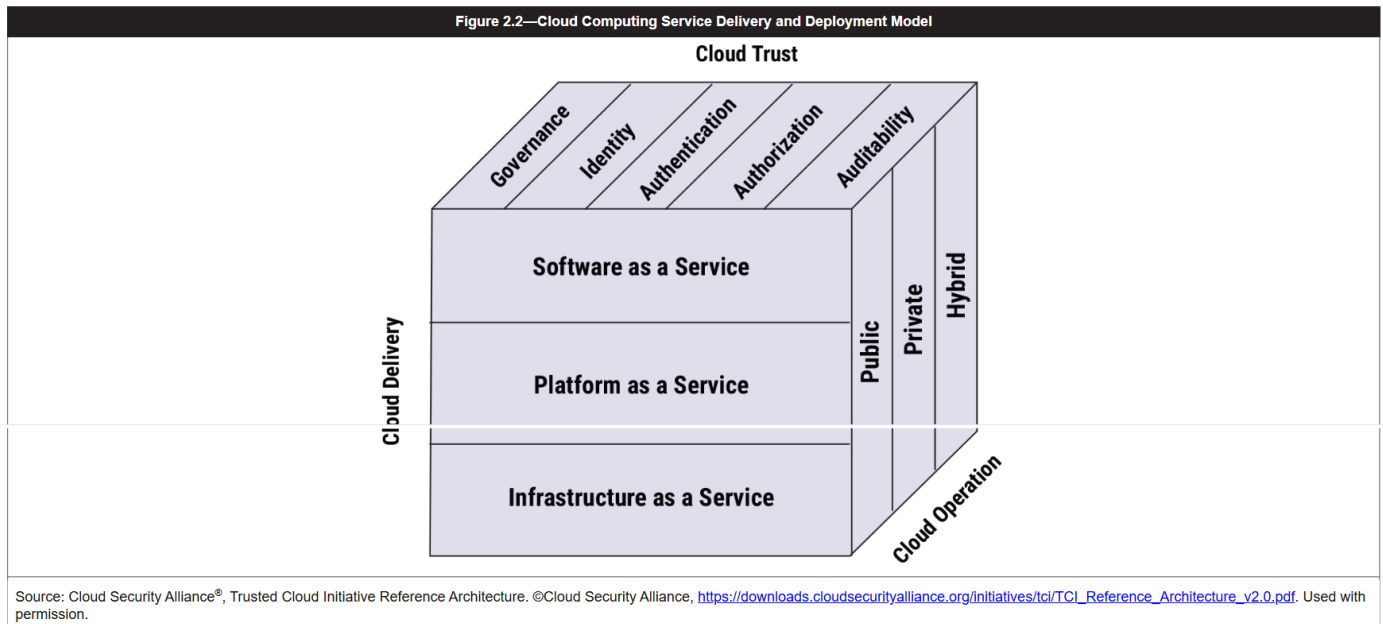 Figure 2.2—Cloud Computing Service Delivery and Deployment Model
Cloud Trust
Governance
Identity
Authentication
Authorization
Auditability
Software as a Service
Platform as a Service
Infrastructure as a Service
Cloud Delivery
Public
Private
Hybrid
Cloud Operation
Source: Cloud Security Alliance®, Trusted Cloud Initiative Reference Architecture. ©Cloud Security Alliance, https://downloads.cloudsecurityalliance.org/initiatives/tci/TCI_Reference_Architecture_v2.0.pdf. Used with
permission.